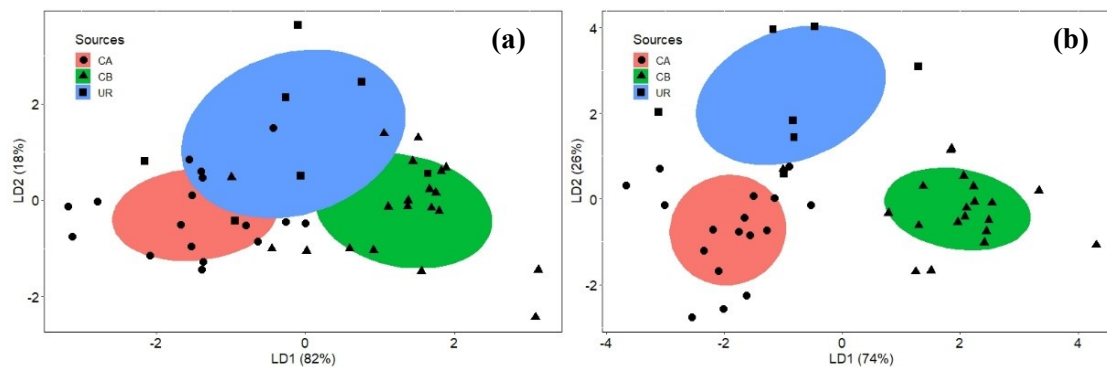 (a)
Sources
CA
CB
UR
2
0
-2
LD2 (18%)
-2
0
2
LD1 (82%)
(b)
Sources
CA
CB
UR
4
2
0
-2
LD2 (26%)
-4
-2
0
2
4
LD1 (74%)